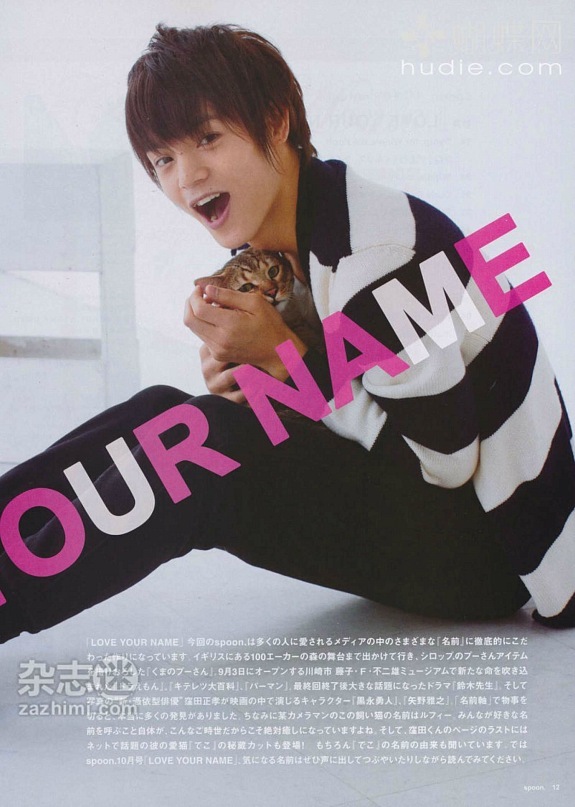 hudie.com
OUR NAME
「LOVE YOUR NAME」今回のspoon.は多くの人に愛されるメディアの中のさまざまな『名前』に徹底的にこだ
わった作りになっています。イギリスにある100エーカーの森の舞台まで出かけて行き、シロップ、のプーさんアイテム
『くまのプーさん』、9月3日にオープンする川崎市 藤子・F・不二雄ミュージアムで新たな命を吹き込
もん』、『キテレツ大百科』、『パーマン』、最終回終了後大きな話題になったドラマ『鈴木先生』、そして
依型俳優"窪田正孝が映画の中で演じるキャラクター『黒永勇人』、『矢野雅之』、『名前軸』で物事を
に多くの発見がありました。ちなみに某カメラマンのこの飼い猫の名前はルフィー。みんなが好きな名
前を呼ぶこと自体が、こんなご時世だからこそ絶対癒しになっていますよね。そして、窪田くんのページのラストには
ネットで話題の彼の愛猫「でこ」の秘蔵カットも登場! もちろん「でこ」の名前の由来も聞いています。では
spoon.10月号『LOVE YOUR NAME』。気になる名前はぜひ声に出してつぶやいたりしながら読んでみてください。
杂志迷
zazhimi.com
spoon. 12